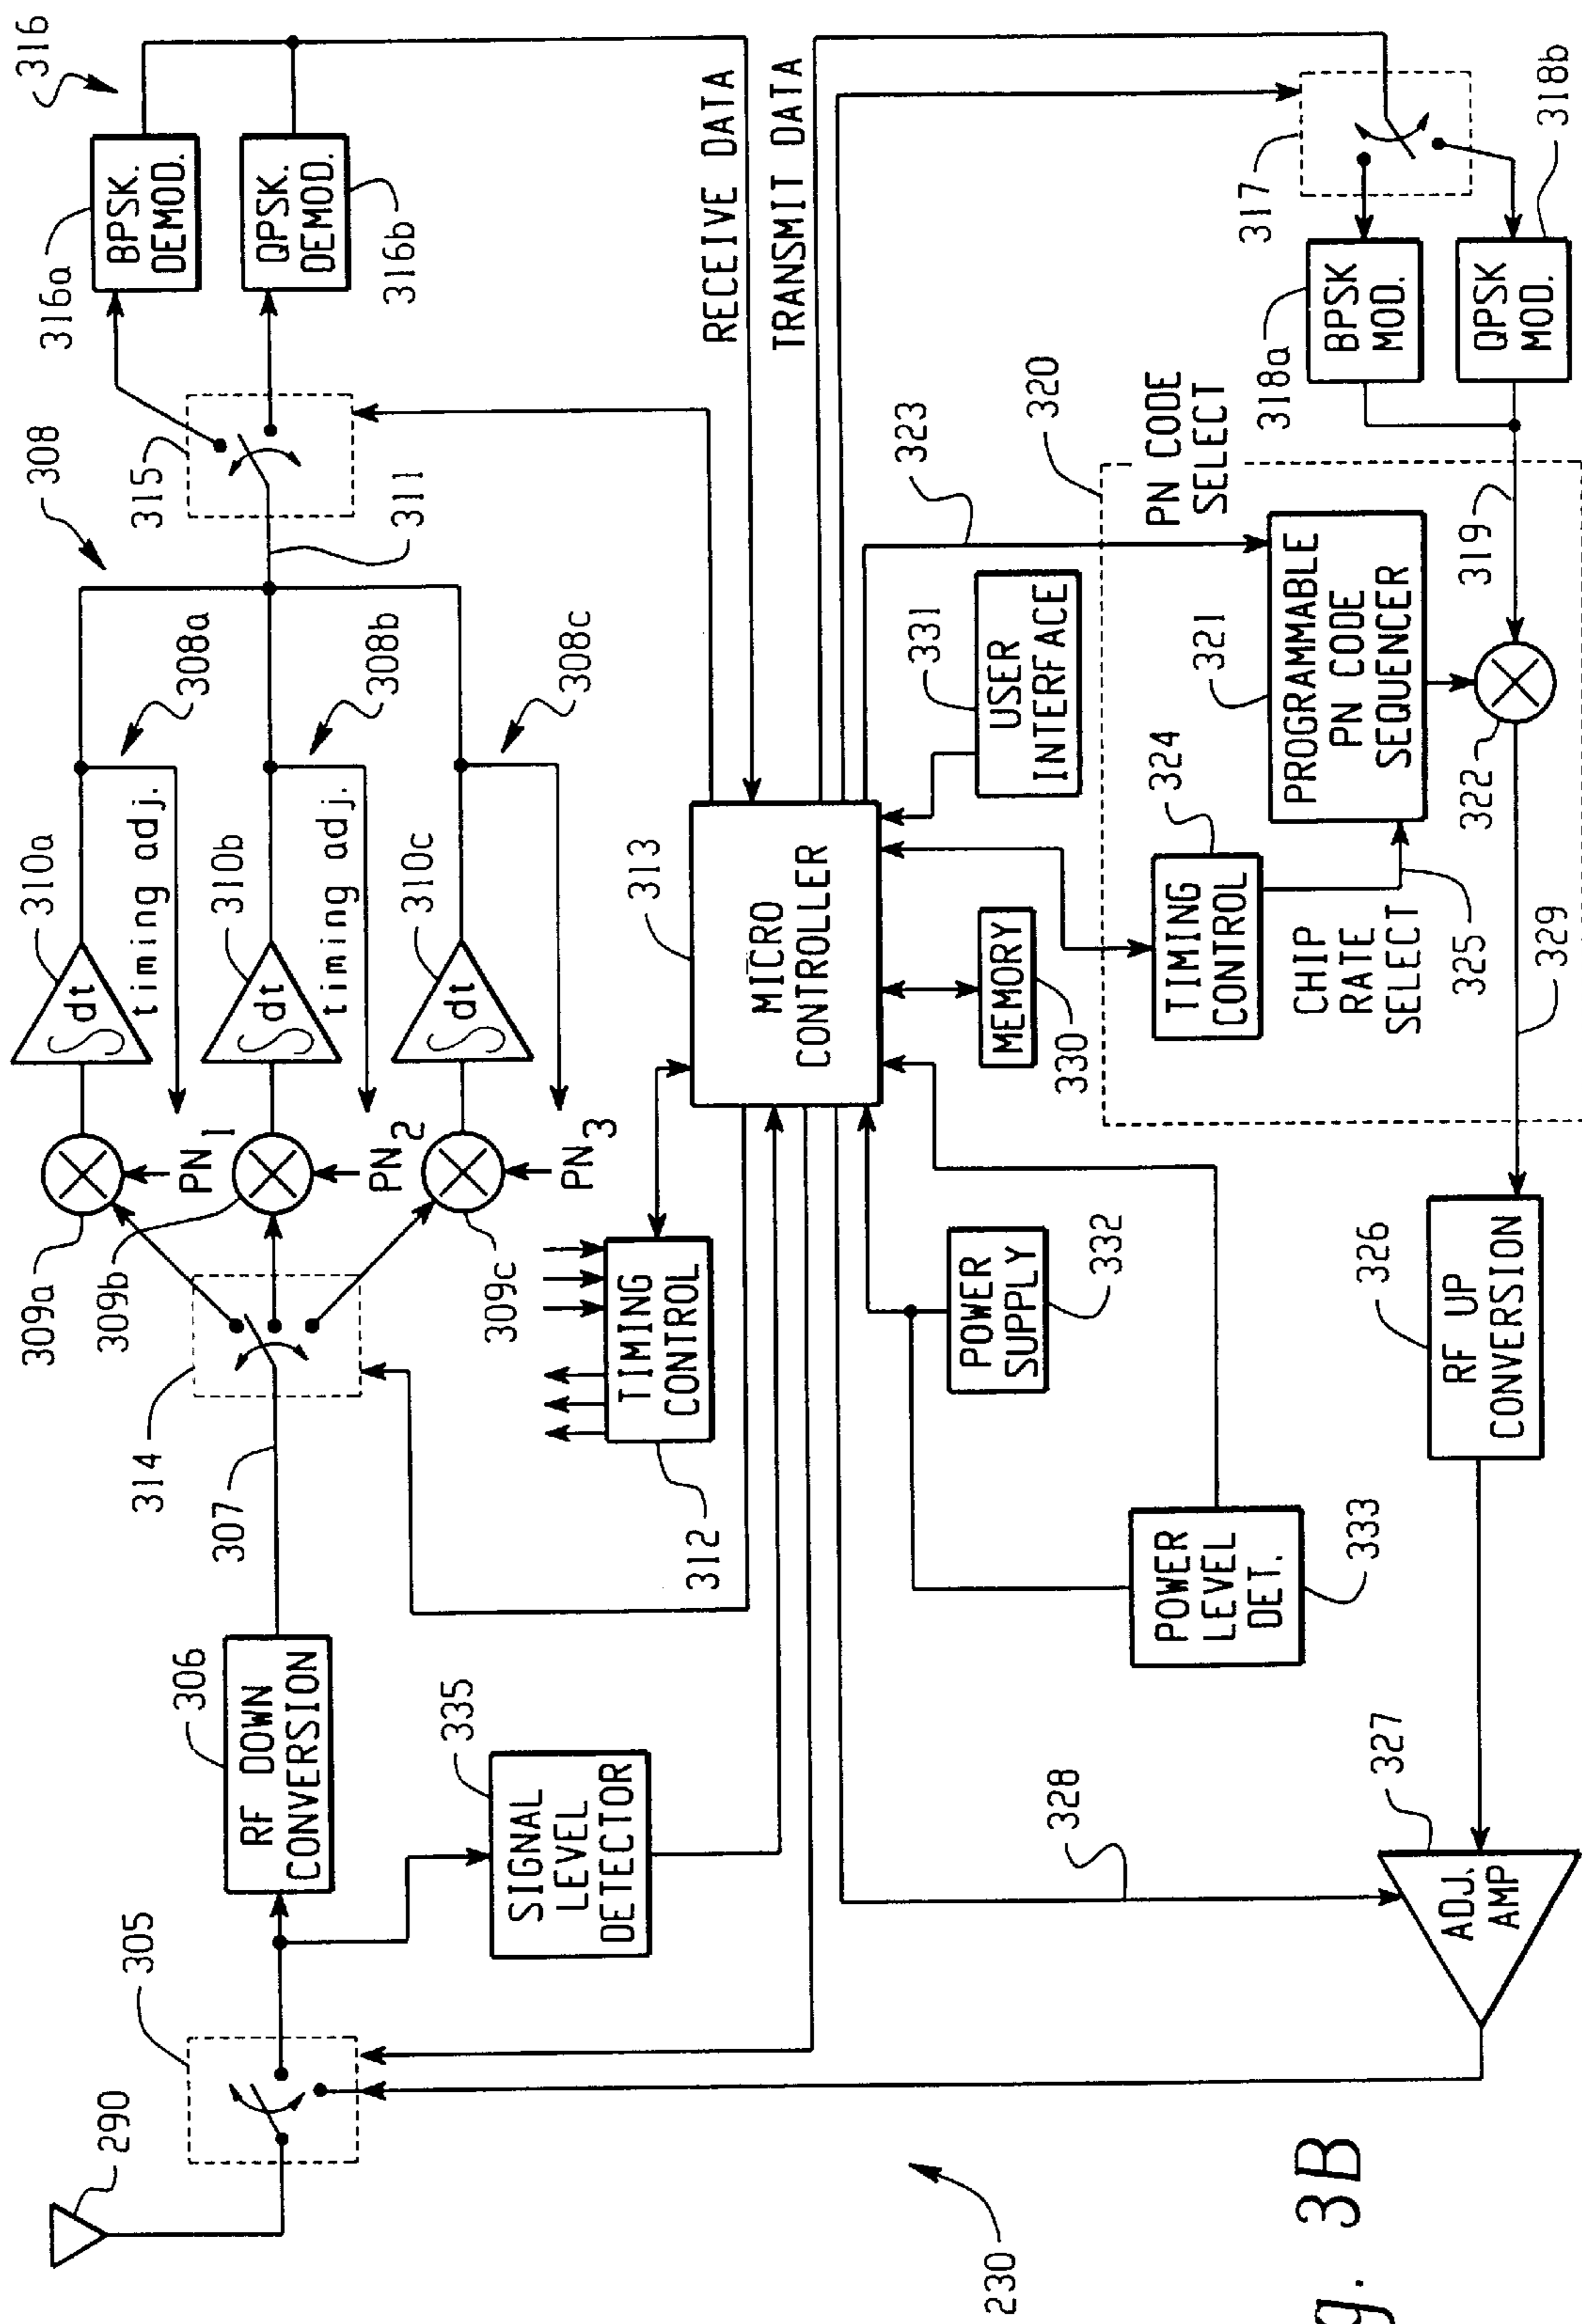 290
305
RF DOWN
CONVERSION
306
307
314
309a
309b
309c
PN1
PN2
PN3
dt
310a
timing adj.
dt
310b
timing adj.
dt
310c
308
308a
308b
308c
311
315
316
316a
BPSK.
DEMOD.
QPSK.
DEMOD.
316b
SIGNAL
LEVEL
DETECTOR
335
TIMING
CONTROL
312
MICRO
CONTROLLER
313
RECEIVE DATA
TRANSMIT DATA
POWER
SUPPLY
332
MEMORY
330
USER
INTERFACE
331
323
POWER
LEVEL
DET.
333
328
320
PN CODE
SELECT
TIMING
CONTROL
324
CHIP
RATE
SELECT
325
PROGRAMMABLE
PN CODE
SEQUENCER
321
322
319
317
BPSK
MOD.
318a
QPSK
MOD.
318b
329
RF UP
CONVERSION
326
ADJ.
AMP
327
230
g. 3B